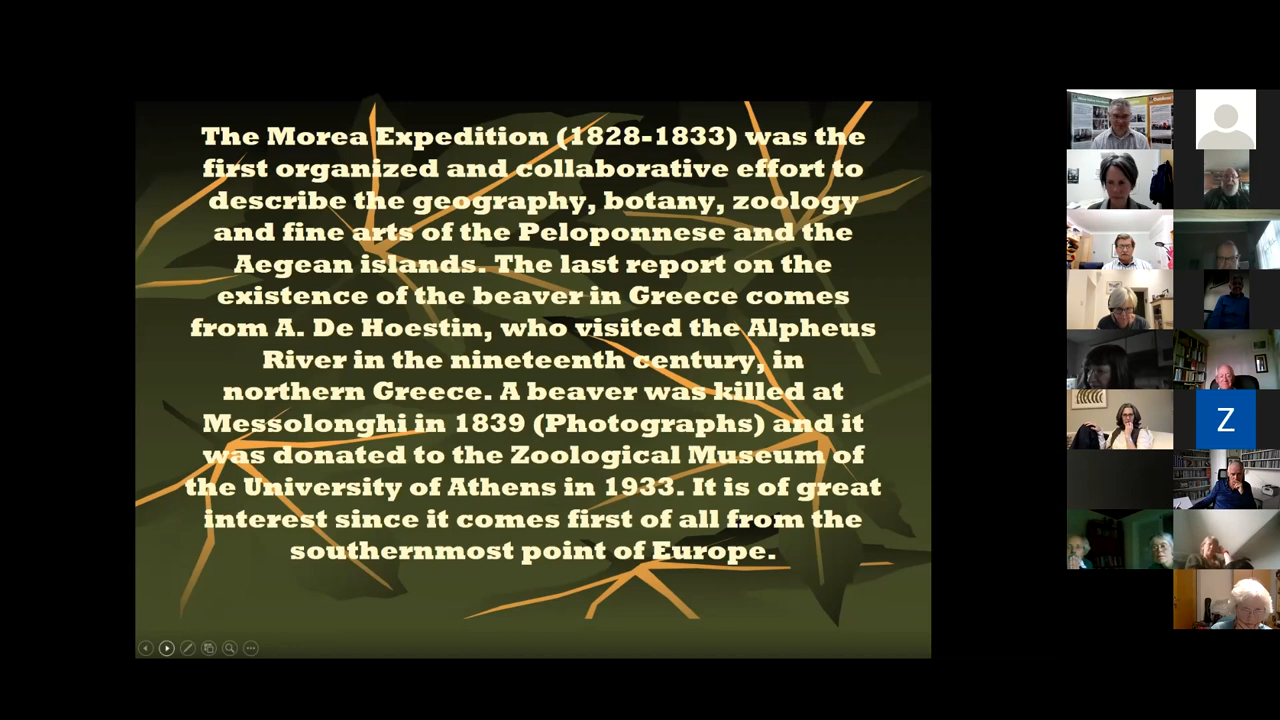 The Morea Expedition (1828-1833) was the
first organized and collaborative effort to
describe the geography, botany, zoology
and fine arts of the Peloponnese and the
Aegean islands. The last report on the
existence of the beaver in Greece comes
from A. De Hoestin, who visited the Alpheus
River in the nineteenth century, in
northern Greece. A beaver was killed at
Messolonghi in 1839 (Photographs) and it
was donated to the Zoological Museum of
the University of Athens in 1933. It is of great
interest since it comes first of all from the
southernmost point of Europe.
Z